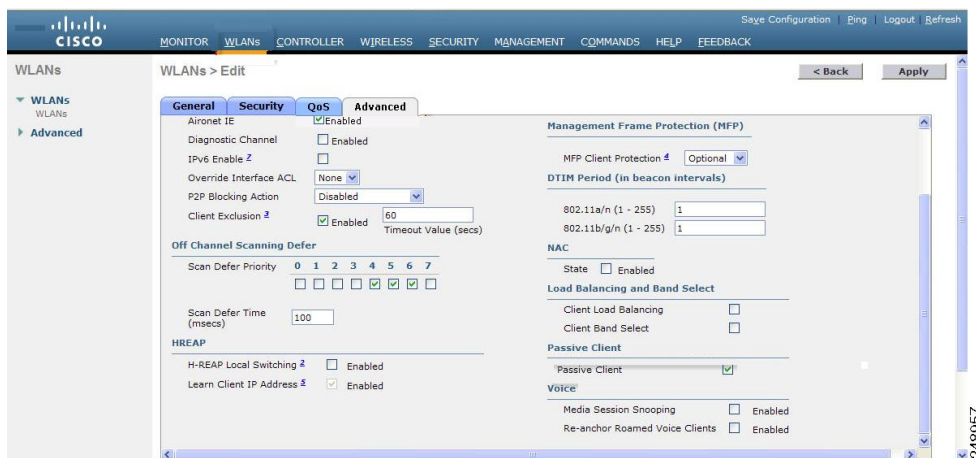 Save Configuration | Ping | Logout | Refresh
CISCO
MONITOR WLANs CONTROLLER WIRELESS SECURITY MANAGEMENT COMMANDS HELP FEEDBACK
WLANs
WLANs > Edit
< Back
Apply
WLANs
WLANs
Advanced
General Security QoS Advanced
Aironet IE Enabled
Diagnostic Channel Enabled
IPv6 Enable 7
Override Interface ACL None
P2P Blocking Action Disabled
Client Exclusion 3 Enabled 60
Timeout Value (secs)
Off Channel Scanning Defer
Scan Defer Priority 0 1 2 3 4 5 6 7
Scan Defer Time
(msecs)
100
HREAP
H-REAP Local Switching 2 Enabled
Learn Client IP Address 5 Enabled
Management Frame Protection (MFP)
MFP Client Protection 4 Optional
DTIM Period (in beacon intervals)
802.11a/n (1 - 255) 1
802.11b/g/n (1 - 255) 1
NAC
State Enabled
Load Balancing and Band Select
Client Load Balancing
Client Band Select
Passive Client
Passive Client
Voice
Media Session Snooping Enabled
Re-anchor Roamed Voice Clients Enabled